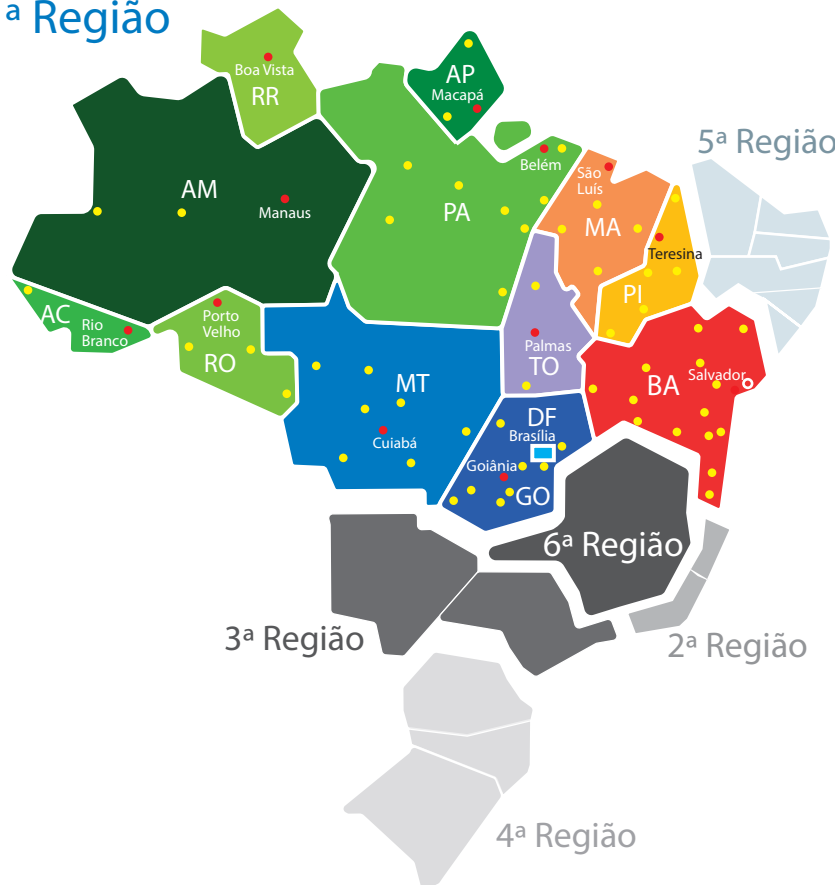 ª Região
Boa Vista
RR
AP
Macapá
5ª Região
Belém
São
Luís
AM
Manaus
PA
MA
Teresina
PI
AC
Rio
Branco
Porto
Velho
RO
MT
Cuiabá
Palmas
TO
BA
Salvador
DF
Brasília
Goiânia
GO
6ª Região
3ª Região
2ª Região
4ª Região